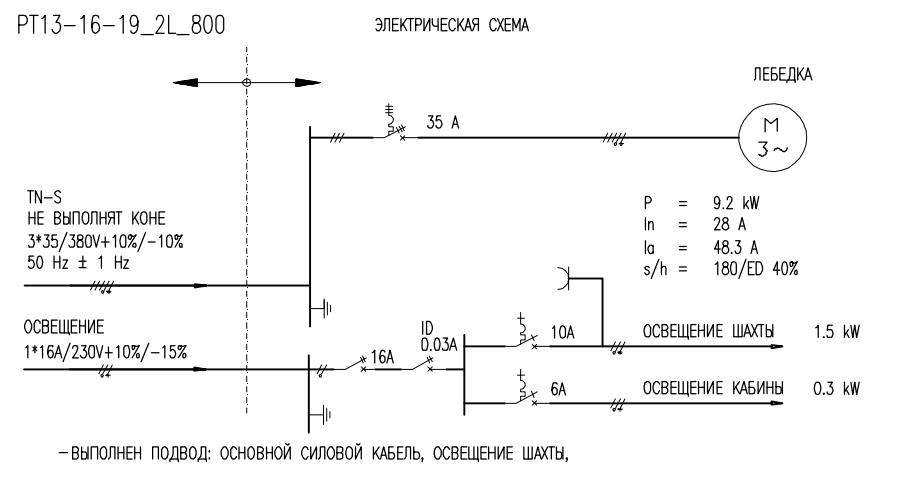 PT13-16-19_2L_800
ЭЛЕКТРИЧЕСКАЯ СХЕМА
ЛЕБЕДКА
35 A
M
3~
TN-S
НЕ ВЫПОЛНЯТ КОНЕ
3*35/380V+10%/-10%
50 Hz ± 1 Hz
P = 9.2 kW
In = 28 A
Ia = 48.3 A
s/h = 180/ED 40%
ОСВЕЩЕНИЕ
1*16A/230V+10%/-15%
16A
ID
0.03A
10A
ОСВЕЩЕНИЕ ШАХТЫ 1.5 kW
6A
ОСВЕЩЕНИЕ КАБИНЫ 0.3 kW
-ВЫПОЛНЕН ПОДВОД: ОСНОВНОЙ СИЛОВОЙ КАБЕЛЬ, ОСВЕЩЕНИЕ ШАХТЫ,